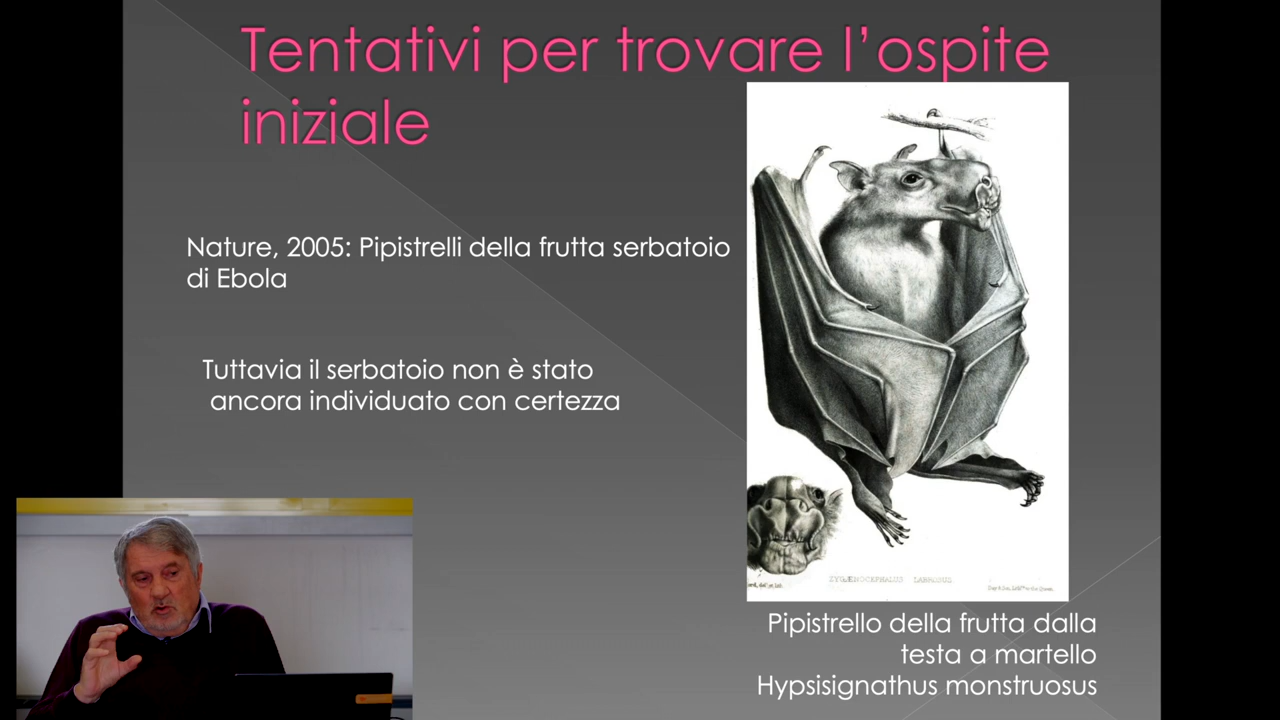 Tentativi per trovare l’ospite
iniziale
Nature, 2005: Pipistrelli della frutta serbatoio
di Ebola
Tuttavia il serbatoio non è stato
ancora individuato con certezza
Pipistrello della frutta dalla
testa a martello
Hypsisignathus monstruosus